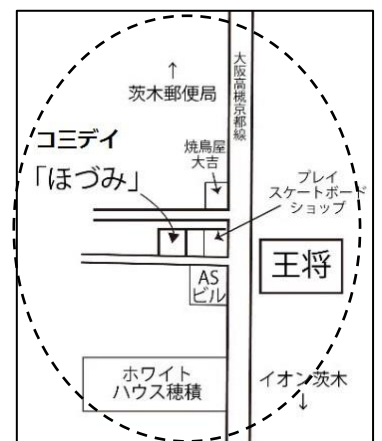 大阪高槻京都線
↑
茨木郵便局
コ三デイ
「ほづみ」
焼鳥屋
大吉
プレイ
スケートボード
ショップ
王将
AS
ビル
ホワイト
ハウス穂積
イオン茨木
↓